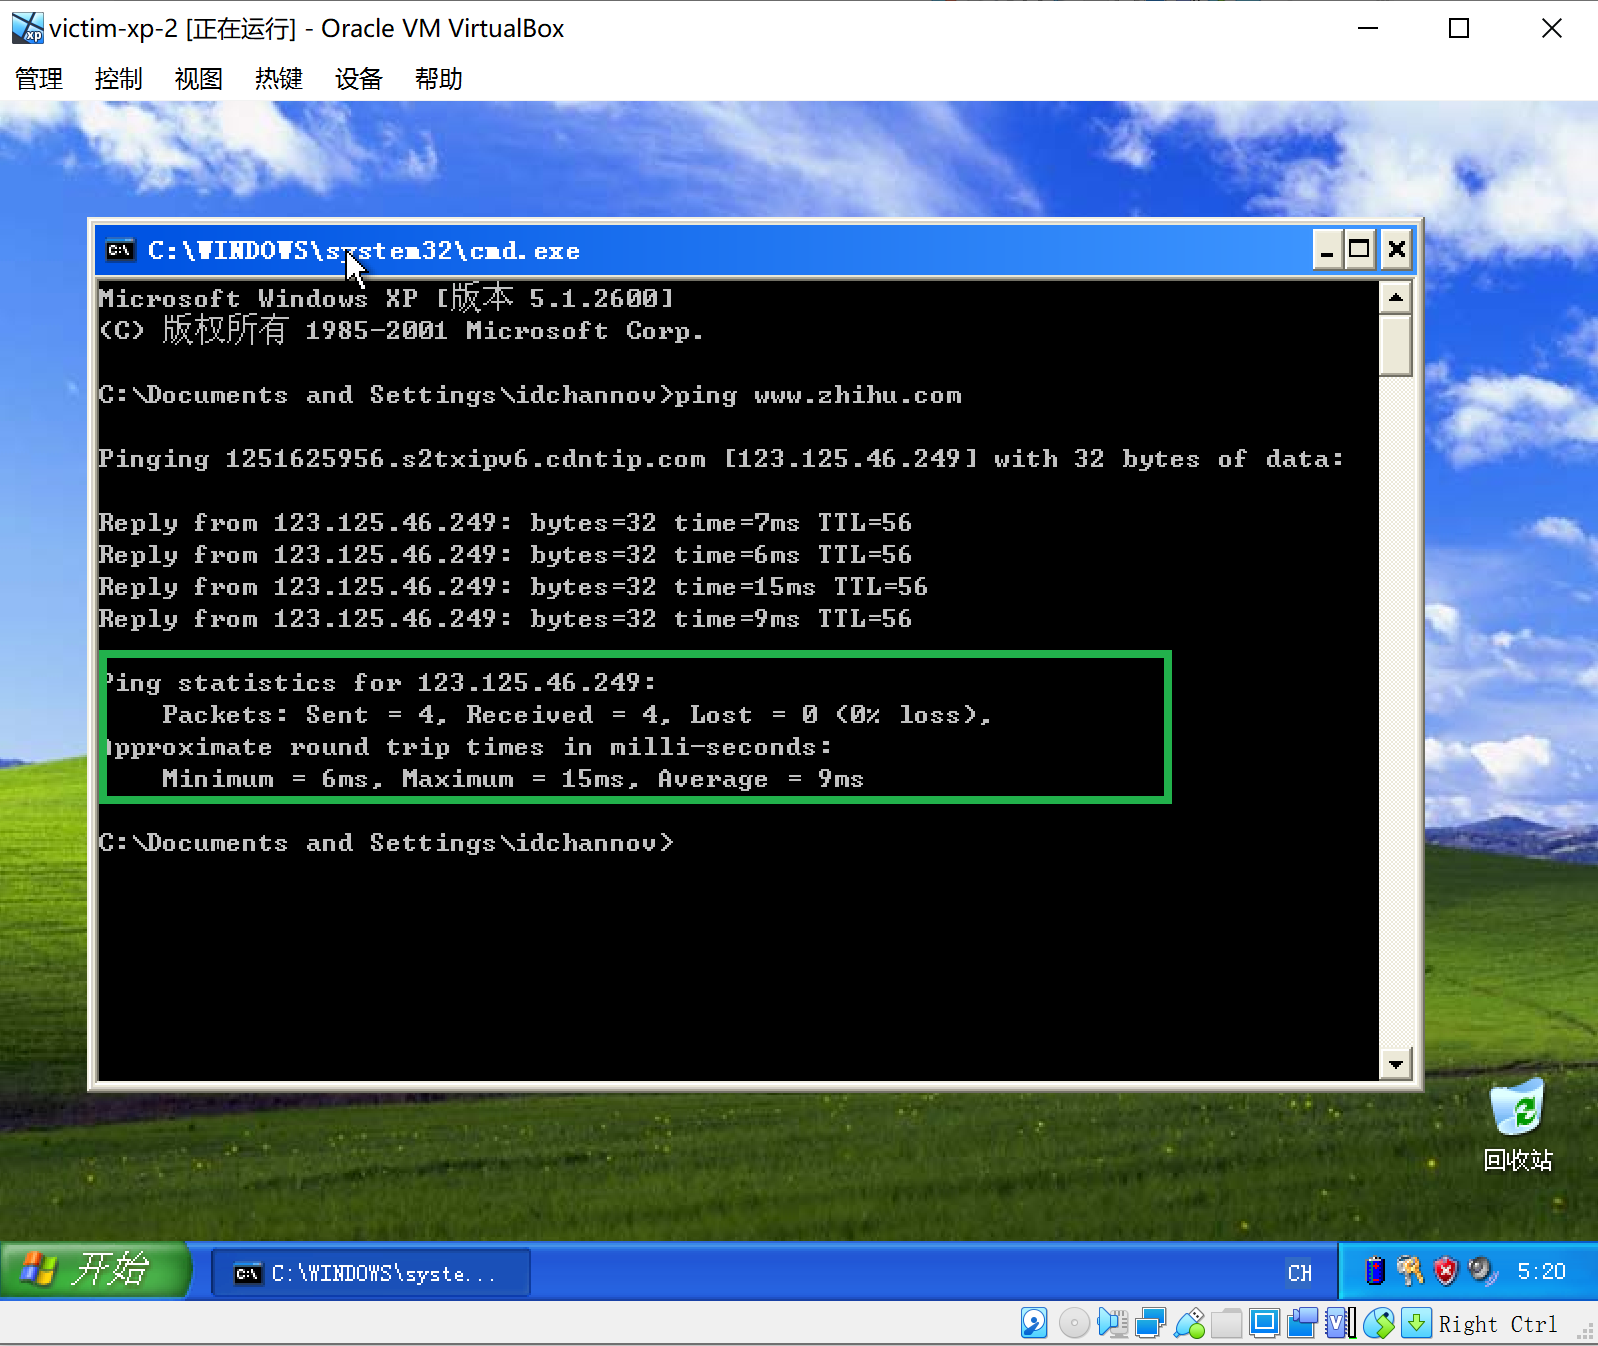 victim-xp-2 [正在运行] - Oracle VM VirtualBox
管理 控制 视图 热键 设备 帮助
C:\WINDOWS\system32\cmd.exe
Microsoft Windows XP [版本 5.1.2600]
(C) 版权所有 1985-2001 Microsoft Corp.
C:\Documents and Settings\idchannov>ping www.zhihu.com
Pinging 1251625956.s2txipv6.cdntip.com [123.125.46.249] with 32 bytes of data:
Reply from 123.125.46.249: bytes=32 time=7ms TTL=56
Reply from 123.125.46.249: bytes=32 time=6ms TTL=56
Reply from 123.125.46.249: bytes=32 time=15ms TTL=56
Reply from 123.125.46.249: bytes=32 time=9ms TTL=56
Ping statistics for 123.125.46.249:
Packets: Sent = 4, Received = 4, Lost = 0 (0% loss),
Approximate round trip times in milli-seconds:
Minimum = 6ms, Maximum = 15ms, Average = 9ms
C:\Documents and Settings\idchannov>
回收站
开始 C:\WINDOWS\syste... CH 5:20
Right Ctrl